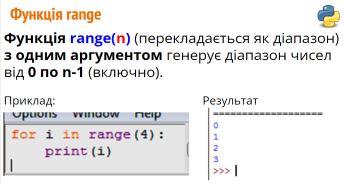 Функція range
Функція range(n) (перекладається як діапазон)
з одним аргументом генерує діапазон чисел
від 0 по n-1 (включно).
Приклад:
Результат
Options Window Help
for i in range(4):
print(i)
====================
0
1
2
3
>>>